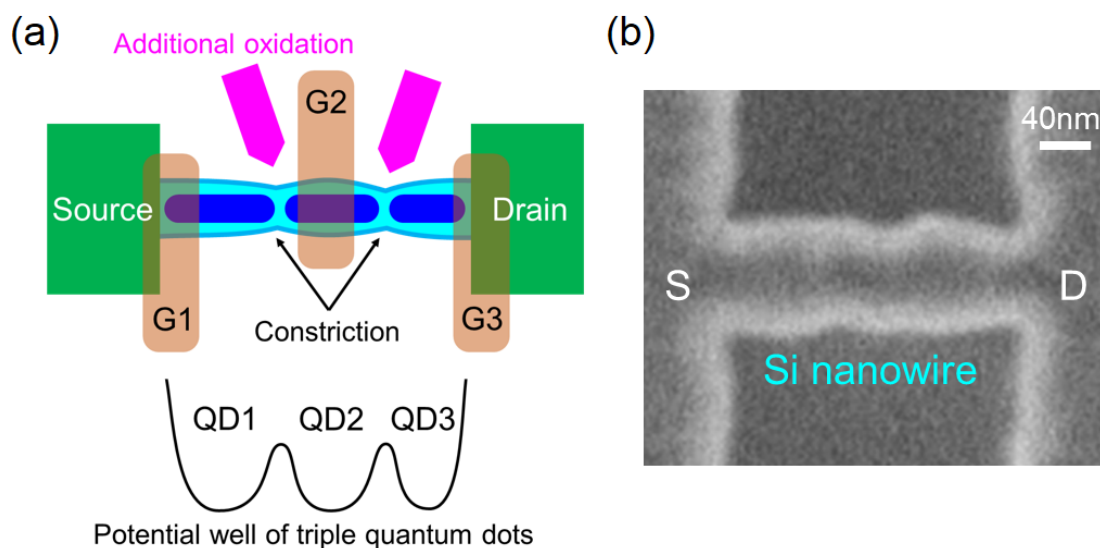 (a)
Additional oxidation
G2
Source
Drain
G1
G3
Constriction
QD1 QD2 QD3
Potential well of triple quantum dots
(b)
40nm
S
D
Si nanowire